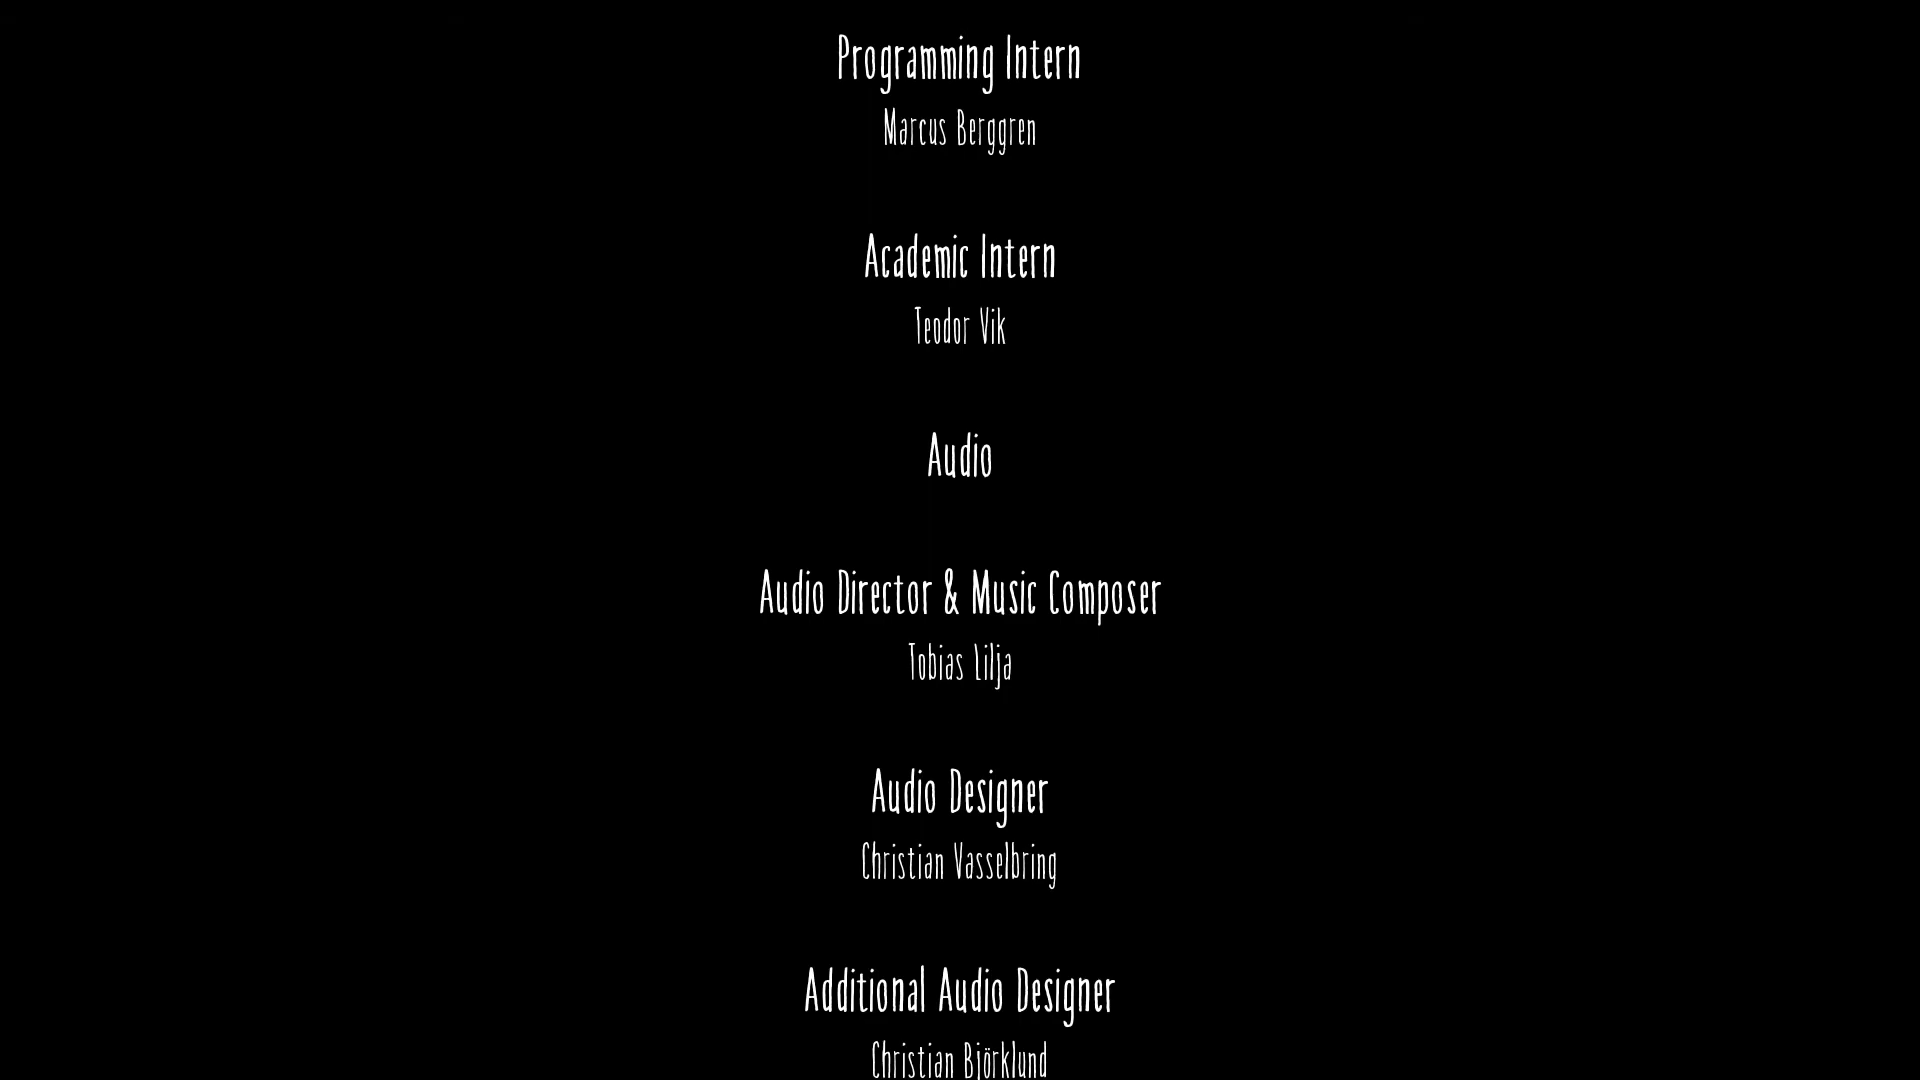 Programming Intern
Marcus Berggren
Academic Intern
Teodor Vik
Audio
Audio Director & Music Composer
Tobias Lilja
Audio Designer
Christian Vasselbring
Additional Audio Designer
Christian Björklund